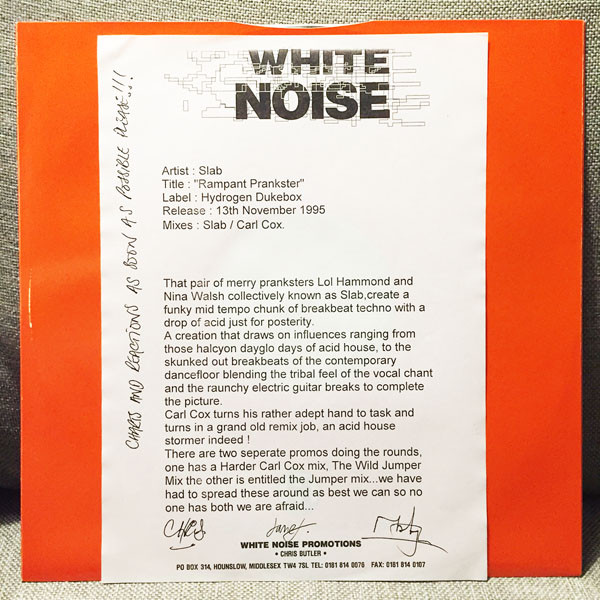 WHITE
NOISE
Artist : Slab
Title : "Rampant Prankster"
Label : Hydrogen Dukebox
Release : 13th November 1995
Mixes : Slab / Carl Cox.
That pair of merry pranksters Lol Hammond and
Nina Walsh collectively known as Slab,create a
funky mid tempo chunk of breakbeat techno with a
drop of acid just for posterity.
A creation that draws on influences ranging from
those halcyon dayglo days of acid house, to the
skunked out breakbeats of the contemporary
dancefloor blending the tribal feel of the vocal chant
and the raunchy electric guitar breaks to complete
the picture.
Carl Cox turns his rather adept hand to task and
turns in a grand old remix job, an acid house
stormer indeed !
There are two seperate promos doing the rounds,
one has a Harder Carl Cox mix, The Wild Jumper
Mix the other is entitled the Jumper mix...we have
had to spread these around as best we can so no
one has both we are afraid...
CHRIS
WHITE NOISE PROMOTIONS
• CHRIS BUTLER •
PO BOX 314, HOUNSLOW, MIDDLESEX TW4 7SL TEL: 0181 814 0076 FAX: 0181 814 0107
CHARTS AND REACTIONS AS SOON AS POSSIBLE PLEASE!!!